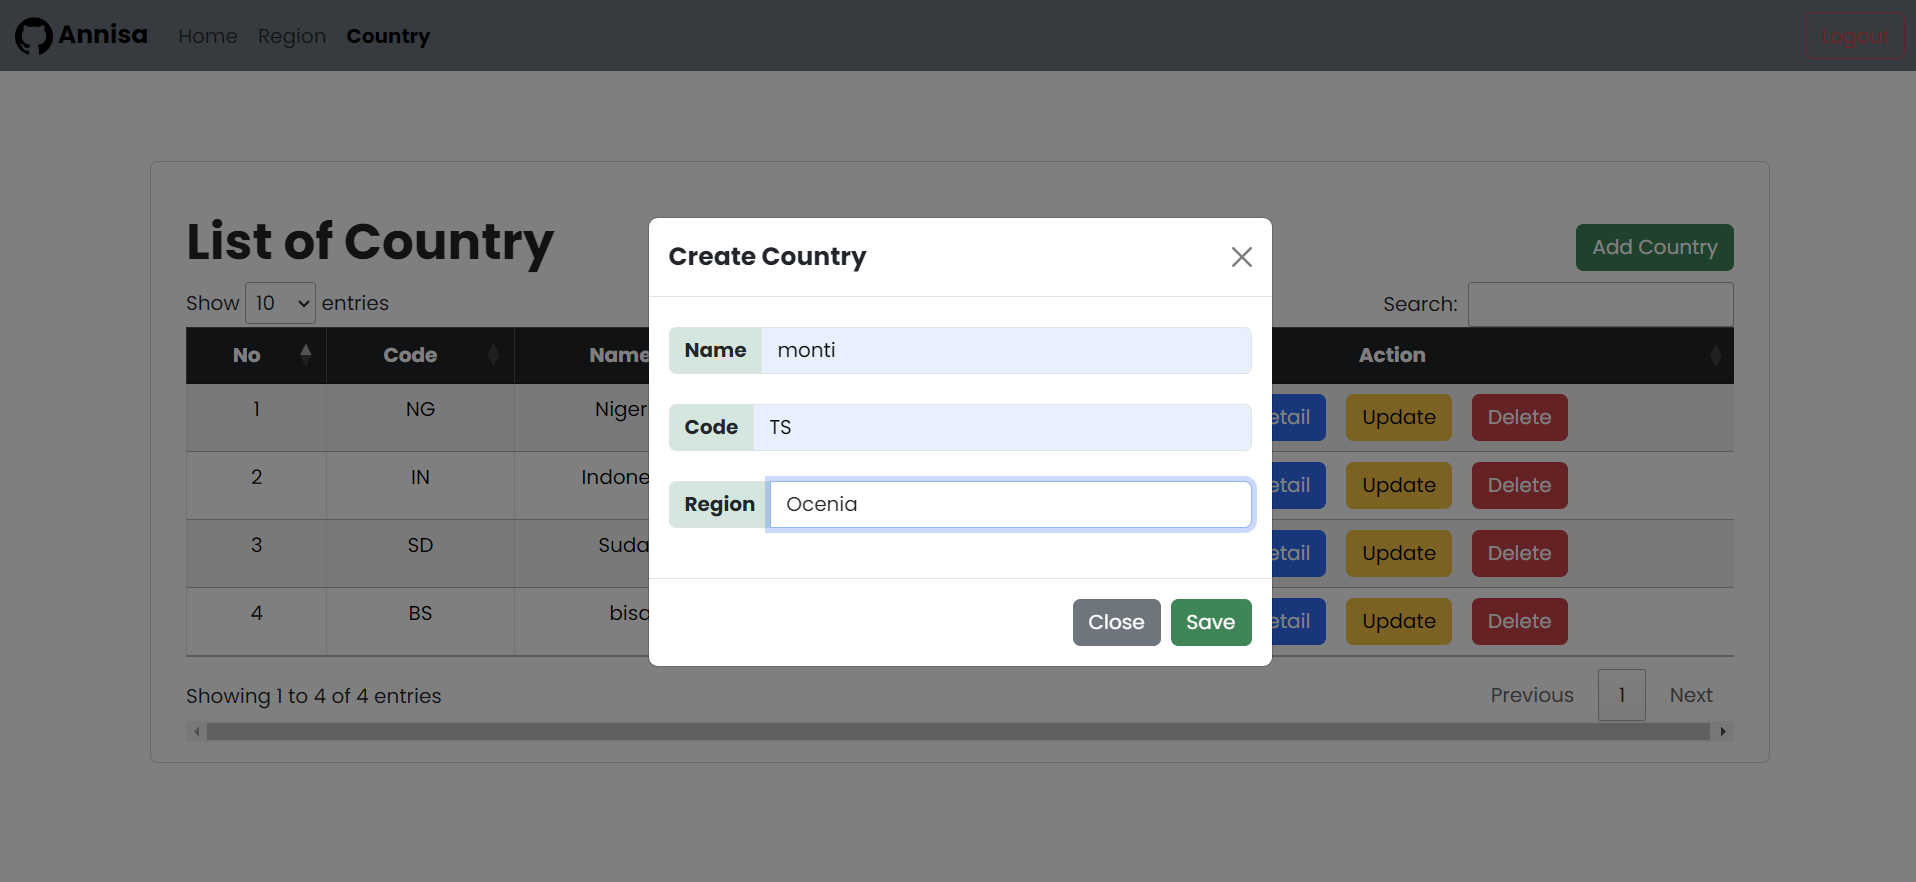 Annisa Home Region Country Logout
List of Country
Add Country
Show 10 entries
Search:
No Code Name Action
1 NG Niger etail Update Delete
2 IN Indone etail Update Delete
3 SD Suda etail Update Delete
4 BS bisa etail Update Delete
Showing 1 to 4 of 4 entries
Previous 1 Next
Create Country
Name monti
Code TS
Region Ocenia
Close Save